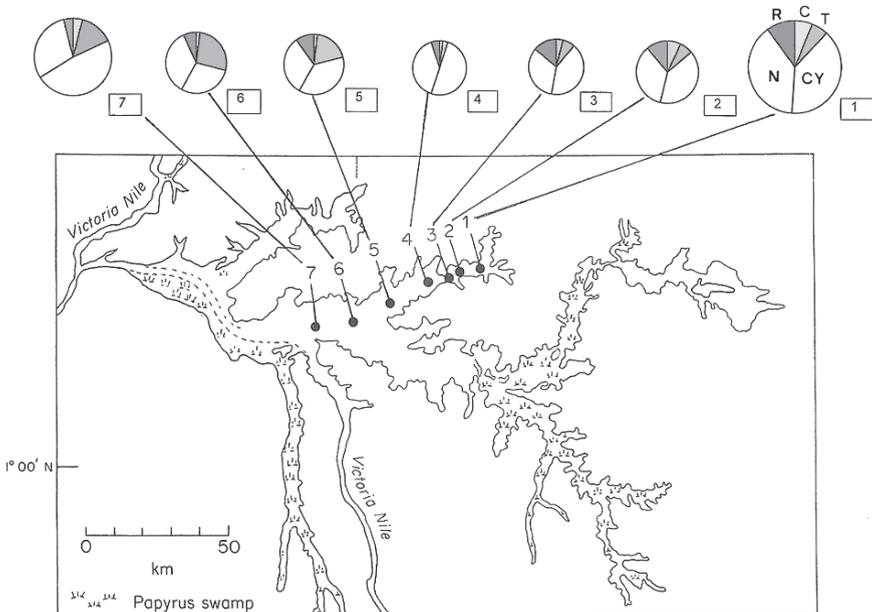 R C T
N CY
7 6 5 4 3 2 1
Victoria Nile
7 6 5 4 3 2 1
1° 00' N
Victoria Nile
0 50
km
Papyrus swamp